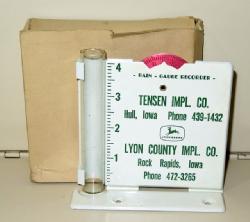 4
3
2
1
- RAIN - GAUGE RECORDER -
TENSEN IMPL. CO.
Hull, Iowa Phone 439-1432
LYON COUNTY IMPL. CO.
Rock Rapids, Iowa
Phone 472-3265